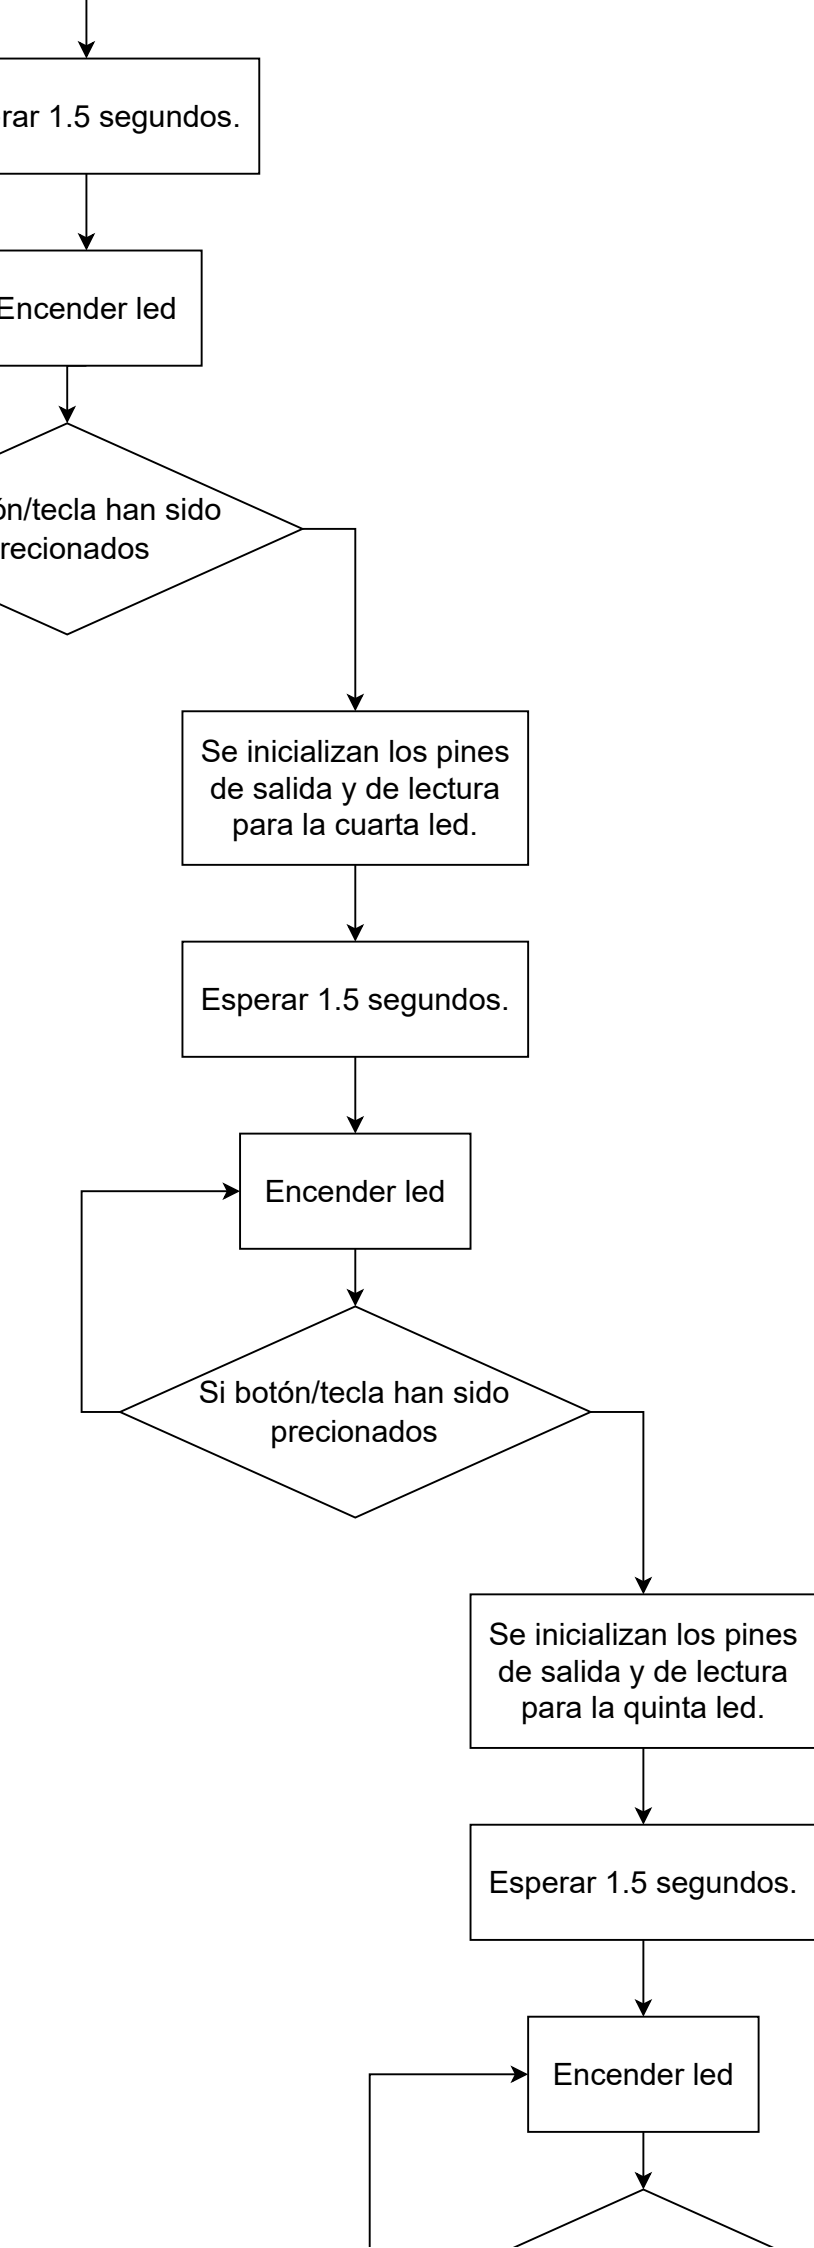 rar 1.5 segundos.
Encender led
ón/tecla han sido
recionados
Se inicializan los pines
de salida y de lectura
para la cuarta led.
Esperar 1.5 segundos.
Encender led
Si botón/tecla han sido
precionados
Se inicializan los pines
de salida y de lectura
para la quinta led.
Esperar 1.5 segundos.
Encender led